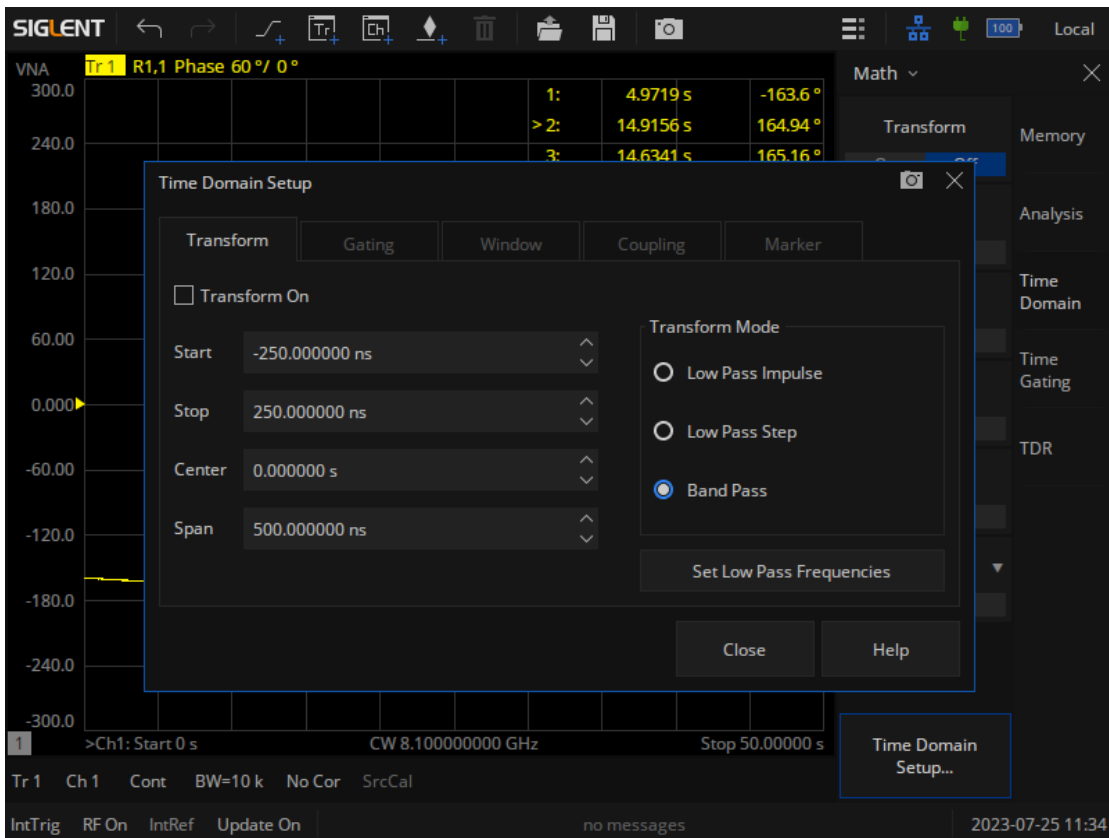 SIGLENT Tr Ch 100 Local
VNA Tr 1 R1,1 Phase 60 °/ 0 °
Math
300.0
240.0
180.0
120.0
60.00
0.000
-60.00
-120.0
-180.0
-240.0
-300.0
1: 4.9719 s -163.6 °
> 2: 14.9156 s 164.94 °
3: 14.6341 s 165.16 °
Transform
Off
Memory
Analysis
Time
Domain
Time
Gating
TDR
Time Domain Setup
Transform Gating Window Coupling Marker
Transform On
Start -250.000000 ns
Stop 250.000000 ns
Center 0.000000 s
Span 500.000000 ns
Transform Mode
Low Pass Impulse
Low Pass Step
Band Pass
Set Low Pass Frequencies
Close Help
1 >Ch1: Start 0 s CW 8.100000000 GHz Stop 50.00000 s
Time Domain
Setup...
Tr 1 Ch 1 Cont BW=10 k No Cor SrcCal
IntTrig RF On IntRef Update On no messages 2023-07-25 11:34